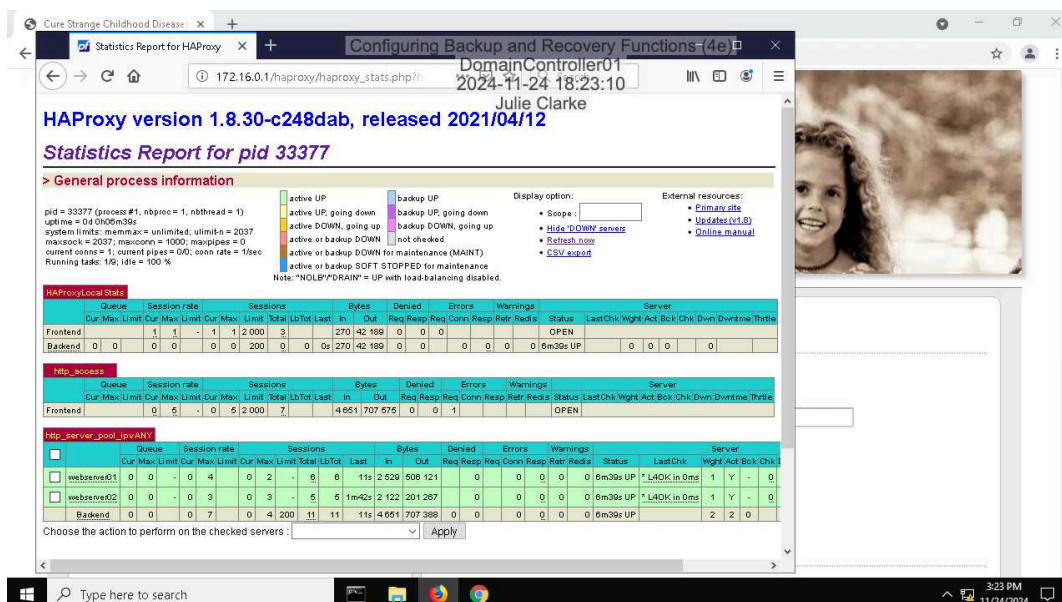 Cure Strange Childhood Disease
Statistics Report for HAProxy
Configuring Backup and Recovery Functions (4e)
DomainController01
172.16.0.1/haproxy/haproxy_stats.php?h
2024-11-24 18:23:10
Julie Clarke
HAProxy version 1.8.30-c248dab, released 2021/04/12
Statistics Report for pid 33377
> General process information
pid = 33377 (process #1, nbproc = 1, nbthread = 1)
uptime = 0d 0h06m39s
system limits: memmax = unlimited; ulimit-n = 2037
maxsock = 2037; maxconn = 1000; maxpipes = 0
current conns = 1; current pipes = 0/0; conn rate = 1/sec
Running tasks: 1/9; idle = 100 %
active UP backup UP
active UP, going down backup UP, going down
active DOWN, going up backup DOWN, going up
active or backup DOWN not checked
active or backup DOWN for maintenance (MAINT)
active or backup SOFT STOPPED for maintenance
Note: "NOLB"/"DRAIN" = UP with load-balancing disabled.
Display option:
• Scope :
• Hide 'DOWN' servers
• Refresh now
• CSV export
External resources:
• Primary site
• Updates (v1.8)
• Online manual
HAProxyLocalStats
Queue Session rate Sessions Bytes Denied Errors Warnings Server
Cur Max Limit Cur Max Limit Cur Max Limit Total LbTot Last In Out Req Resp Req Conn Resp Retr Redis Status LastChk Wght Act Bck Chk Dwn Dwntme Thrtle
Frontend 1 1 - 1 1 2 000 3 270 42 189 0 0 0 OPEN
Backend 0 0 0 0 0 0 200 0 0 0s 270 42 189 0 0 0 0 0 0 6m39s UP 0 0 0 0
http_access
Queue Session rate Sessions Bytes Denied Errors Warnings Server
Cur Max Limit Cur Max Limit Cur Max Limit Total LbTot Last In Out Req Resp Req Conn Resp Retr Redis Status LastChk Wght Act Bck Chk Dwn Dwntme Thrtle
Frontend 0 5 - 0 5 2 000 7 4 651 707 575 0 0 1 OPEN
http_server_pool_ipvANY
Queue Session rate Sessions Bytes Denied Errors Warnings Server
Cur Max Limit Cur Max Limit Cur Max Limit Total LbTot Last In Out Req Resp Req Conn Resp Retr Redis Status LastChk Wght Act Bck Chk
webserver01 0 0 - 0 4 0 2 - 6 6 11s 2 529 506 121 0 0 0 0 0 6m39s UP * L4OK in 0ms 1 Y - 0
webserver02 0 0 - 0 3 0 3 - 5 5 1m42s 2 122 201 267 0 0 0 0 0 6m39s UP * L4OK in 0ms 1 Y - 0
Backend 0 0 0 7 0 4 200 11 11 11s 4 651 707 388 0 0 0 0 0 0 6m39s UP 2 2 0
Choose the action to perform on the checked servers : Apply
Type here to search
3:23 PM
11/24/2024